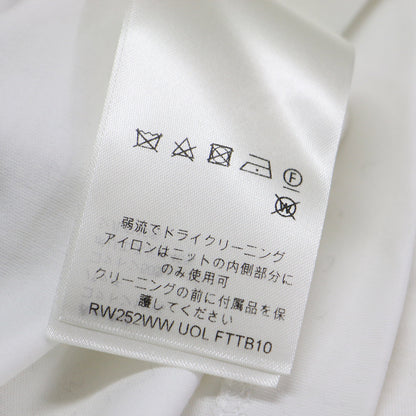 F
W
弱流でドライクリーニング
アイロンはニットの内側部分に
のみ使用可
クリーニングの前に付属品を保
護してください
RW252WW UOL FTTB10